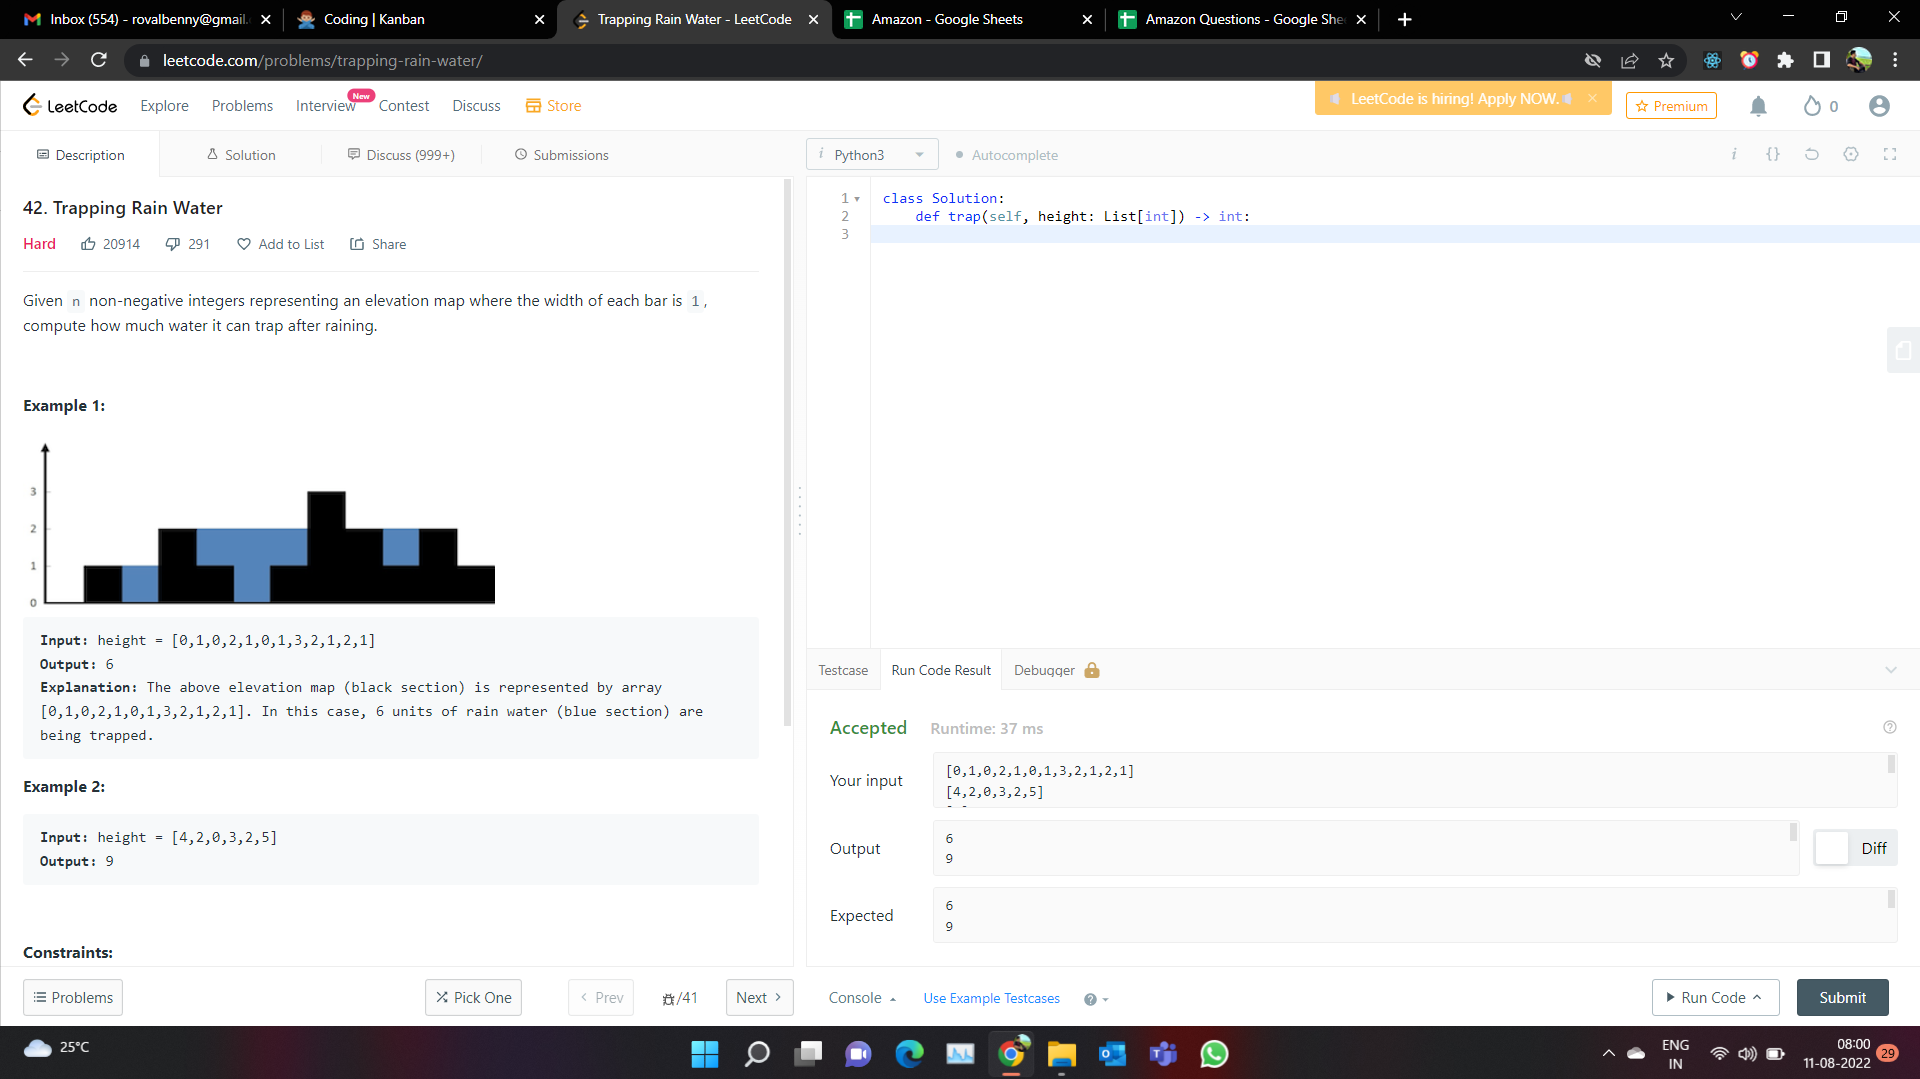 Inbox (554) - rovalbenny@gmail.
Coding | Kanban
Trapping Rain Water - LeetCode
Amazon - Google Sheets
Amazon Questions - Google She
leetcode.com/problems/trapping-rain-water/
LeetCode
Explore
Problems
Interview
New
Contest
Discuss
Store
LeetCode is hiring! Apply NOW.
Premium
0
Description
Solution
Discuss (999+)
Submissions
Python3
Autocomplete
42. Trapping Rain Water
Hard
20914
291
Add to List
Share
Given n non-negative integers representing an elevation map where the width of each bar is 1,
compute how much water it can trap after raining.
Example 1:
3
2
1
0
Input: height = [0,1,0,2,1,0,1,3,2,1,2,1]
Output: 6
Explanation: The above elevation map (black section) is represented by array
[0,1,0,2,1,0,1,3,2,1,2,1]. In this case, 6 units of rain water (blue section) are
being trapped.
Example 2:
Input: height = [4,2,0,3,2,5]
Output: 9
Constraints:
Problems
Pick One
Prev
/41
Next
1
class Solution:
2
def trap(self, height: List[int]) -> int:
3
Testcase
Run Code Result
Debugger
Accepted
Runtime: 37 ms
Your input
[0,1,0,2,1,0,1,3,2,1,2,1]
[4,2,0,3,2,5]
Output
6
9
Diff
Expected
6
9
Console
Use Example Testcases
Run Code
Submit
25°C
ENG
IN
08:00
11-08-2022
29